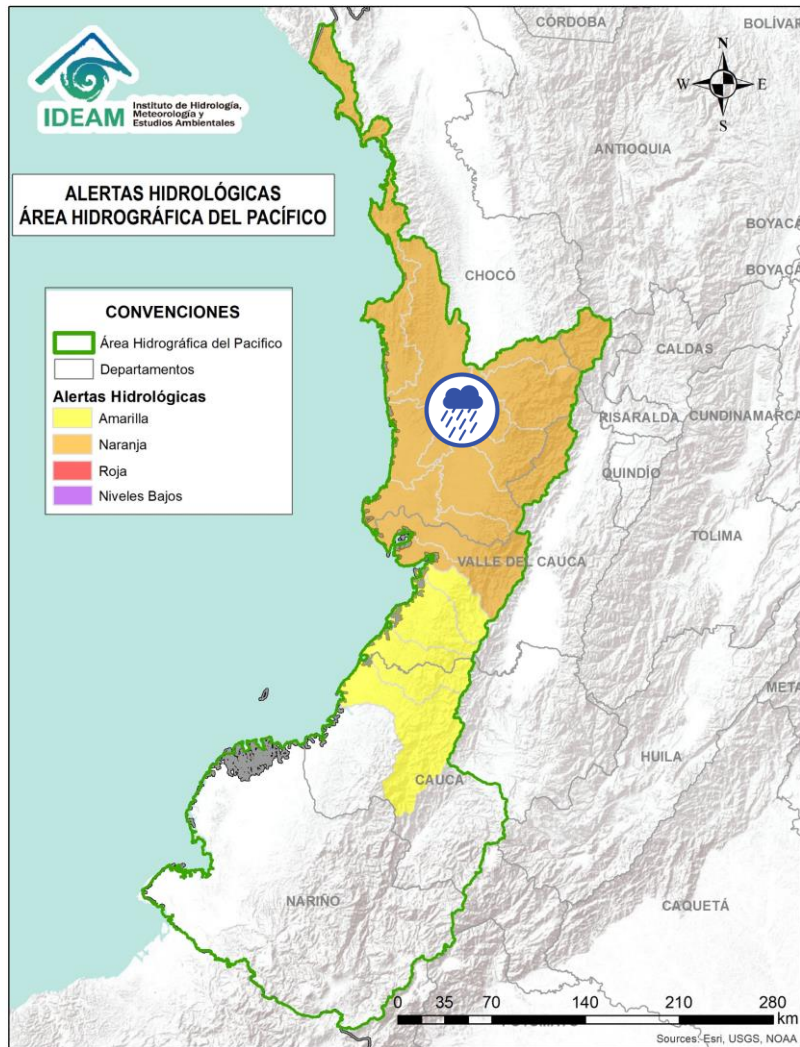 IDEAM
Instituto de Hidrología,
Meteorología y
Estudios Ambientales
ALERTAS HIDROLÓGICAS
ÁREA HIDROGRÁFICA DEL PACÍFICO
CONVENCIONES
Área Hidrográfica del Pacifico
Departamentos
Alertas Hidrológicas
Amarilla
Naranja
Roja
Niveles Bajos
CÓRDOBA
BOLÍVAR
N
W
E
S
ANTIOQUIA
BOYACÁ
BOYACÁ
CHOCÓ
CALDAS
RISARALDA
CUNDINAMARCA
QUINDÍO
TOLIMA
VALLE DEL CAUCA
META
HUILA
CAUCA
NARIÑO
CAQUETÁ
0 35 70 140 210 280
km
Sources: Esri, USGS, NOAA